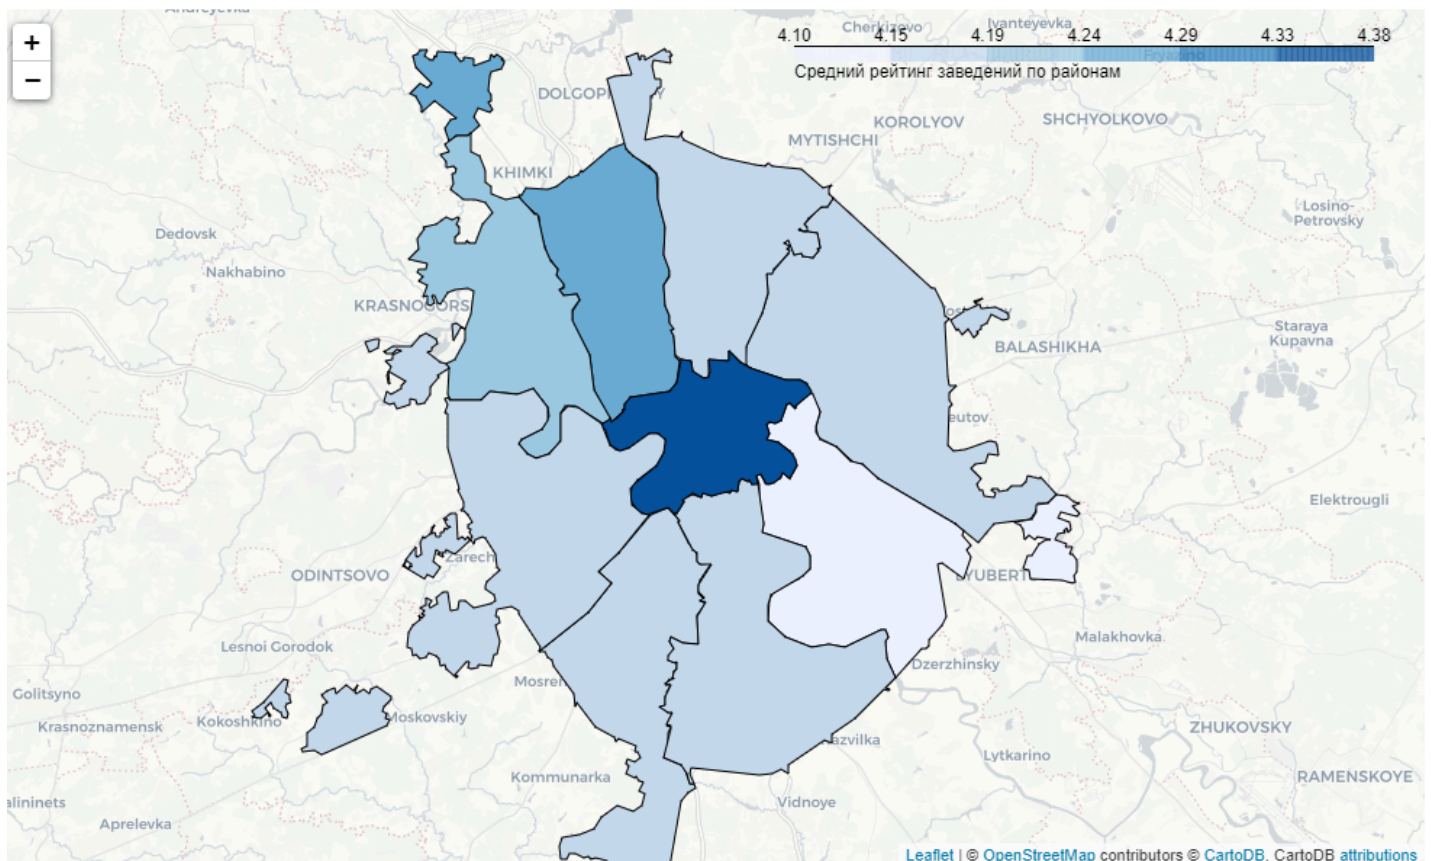 Cherkizovo
Ivanteyevka
+
−
4.10 4.15 4.19 4.24 4.29 4.33 4.38
Средний рейтинг заведений по районам
KOROLYOV
SHCHYOLKOVO
MYTISHCHI
KHIMKI
Losino-
Petrovsky
Dedovsk
Nakhabino
KRASNOGORS
Staraya
Kupavna
BALASHIKHA
eutov
Elektrougli
Zarech
ODINTSOVO
YUBERT
Malakhovka
Lesnoi Gorodok
Dzerzhinsky
Mosren
Golitsyno
Krasnoznamensk
Kokoshkino
Moskovskiy
ZHUKOVSKY
azvilka
Lytkarino
Kommunarka
RAMENSKOYE
Vidnoye
alininets
Aprelevka
Leaflet | © OpenStreetMap contributors © CartoDB, CartoDB attributions